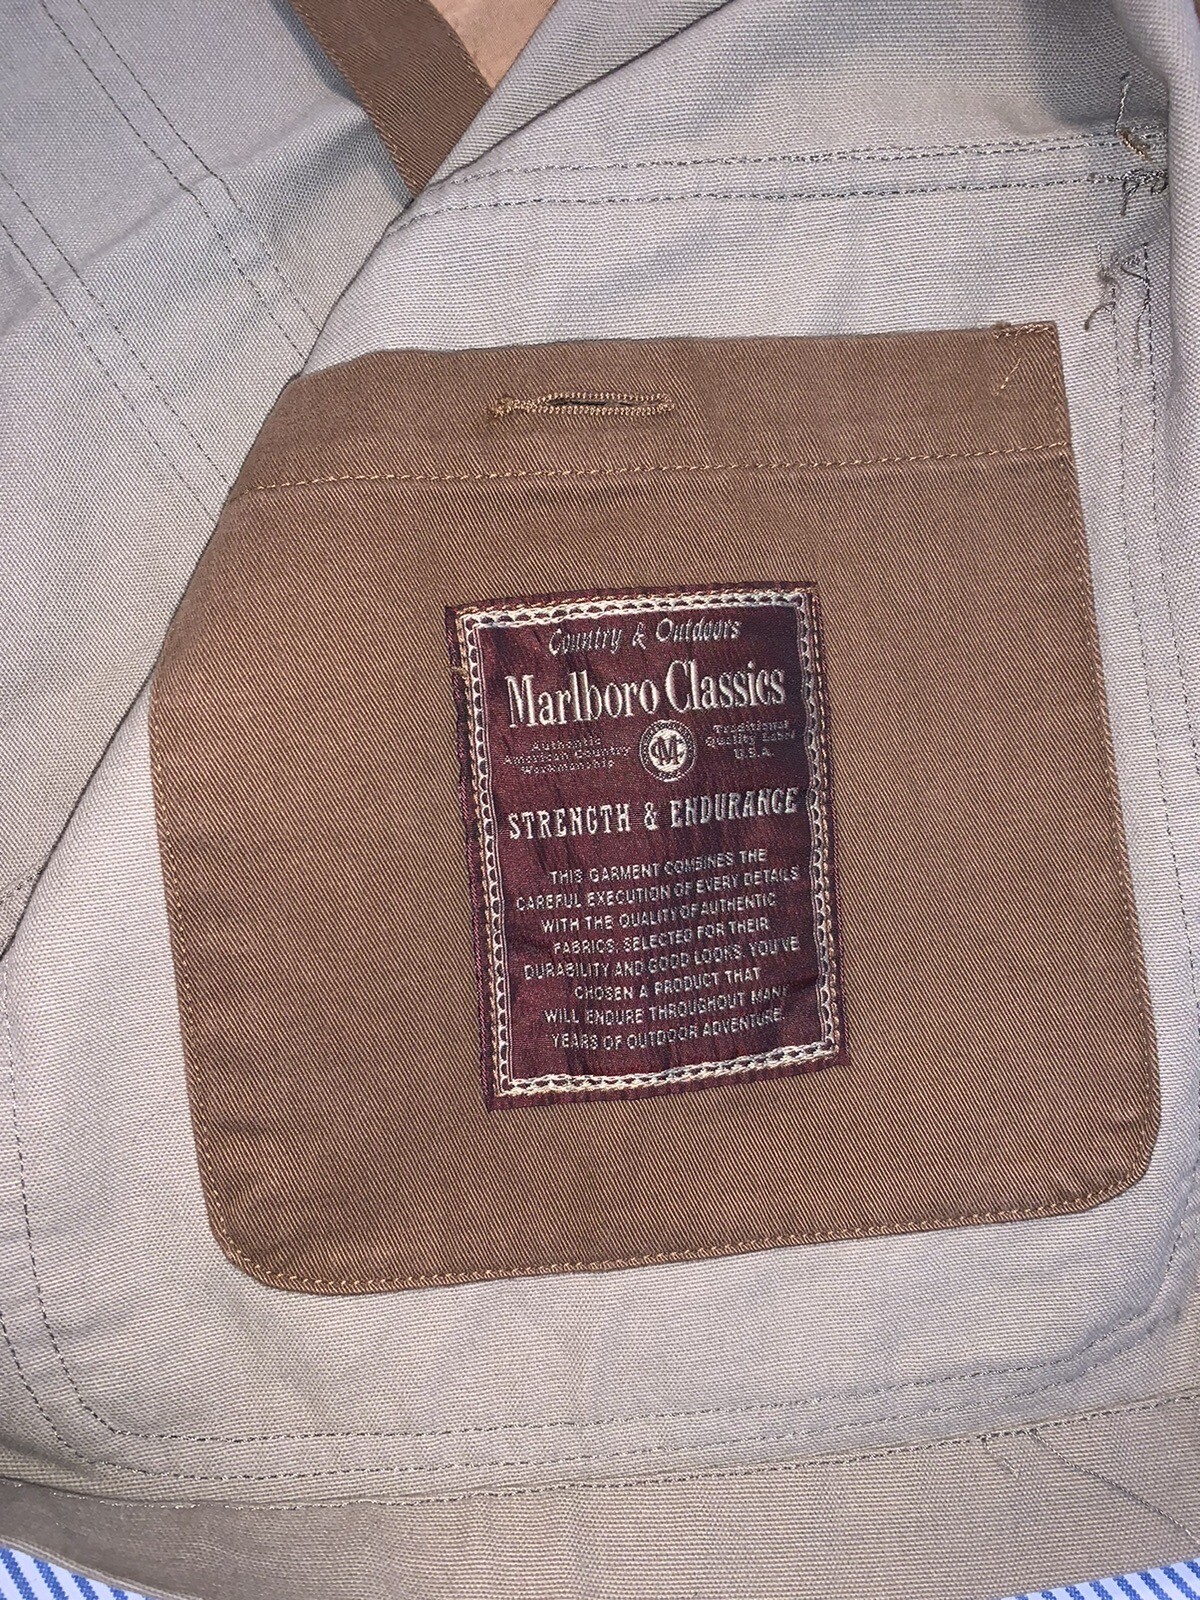 Country & Outdoors
Marlboro Classics
Authentic
American Country
Workmanship
M
Traditional
Quality Label
U.S.A.
STRENGTH & ENDURANCE
THIS GARMENT COMBINES THE
CAREFUL EXECUTION OF EVERY DETAILS
WITH THE QUALITY OF AUTHENTIC
FABRICS, SELECTED FOR THEIR
DURABILITY AND GOOD LOOKS. YOU'VE
CHOSEN A PRODUCT THAT
WILL ENDURE THROUGHOUT MANY
YEARS OF OUTDOOR ADVENTURE.